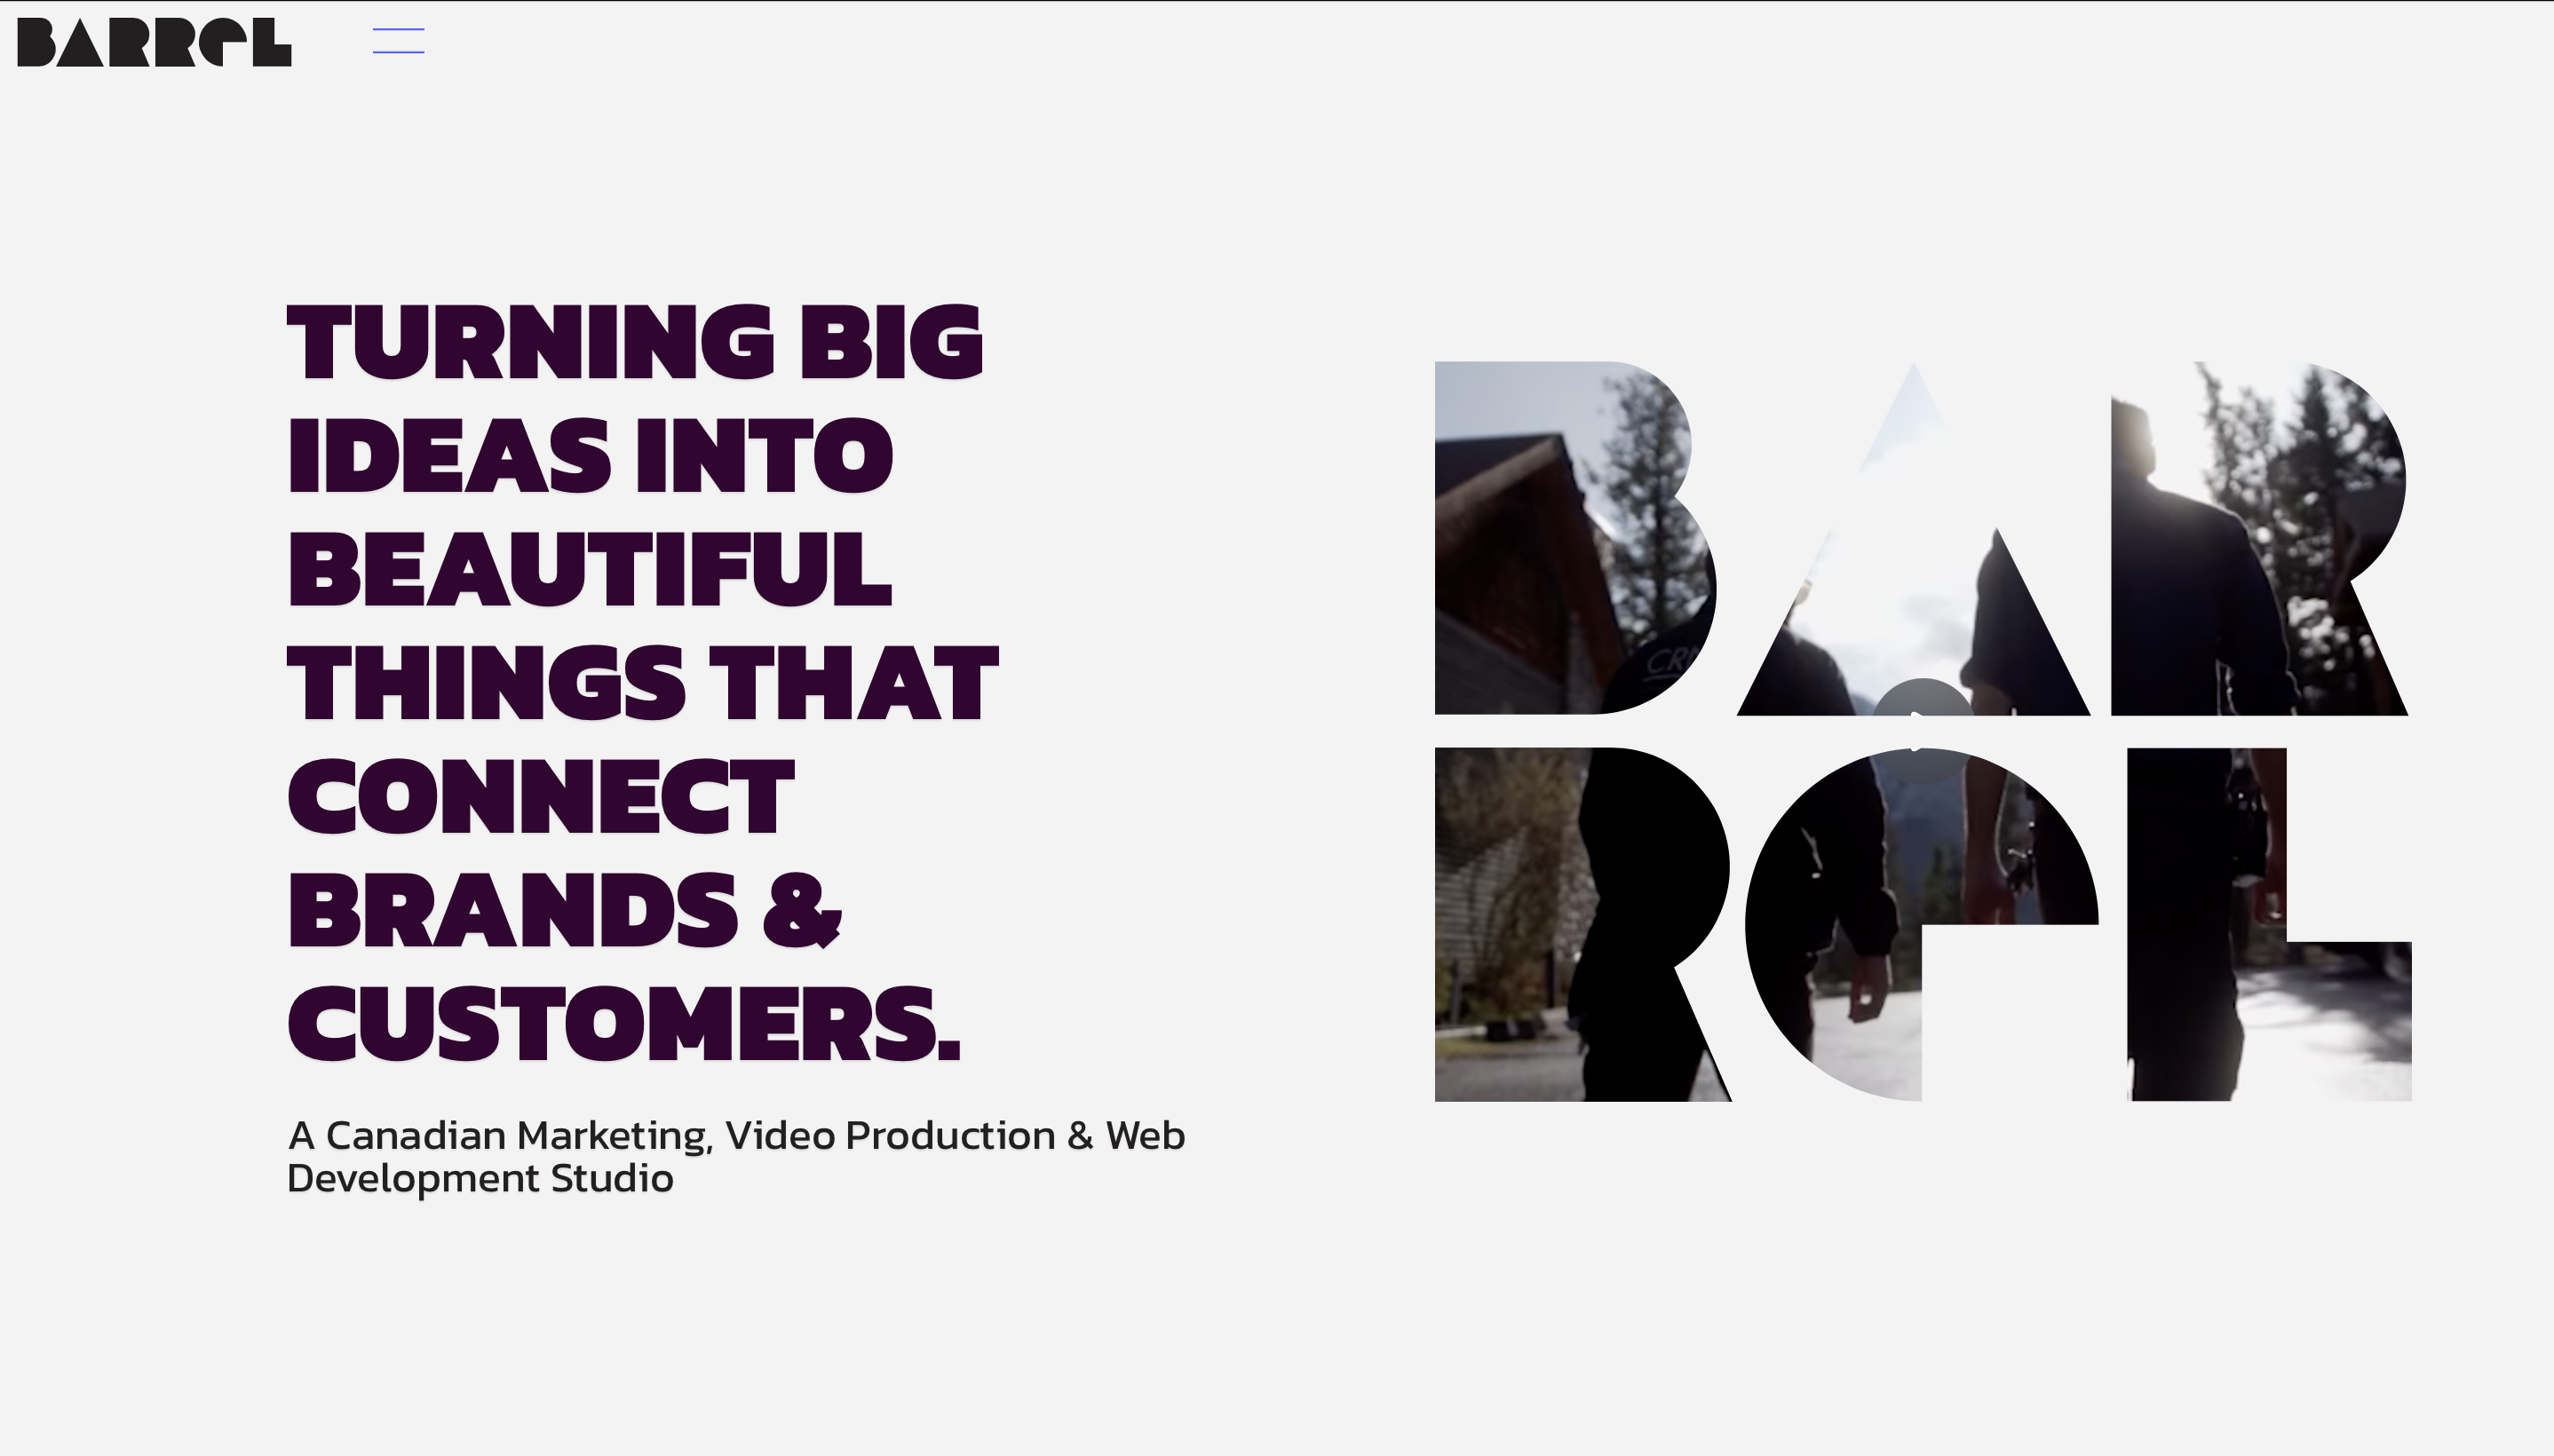 BARREL
TURNING BIG
IDEAS INTO
BEAUTIFUL
THINGS THAT
CONNECT
BRANDS &
CUSTOMERS.
A Canadian Marketing, Video Production & Web
Development Studio
BAR
REL